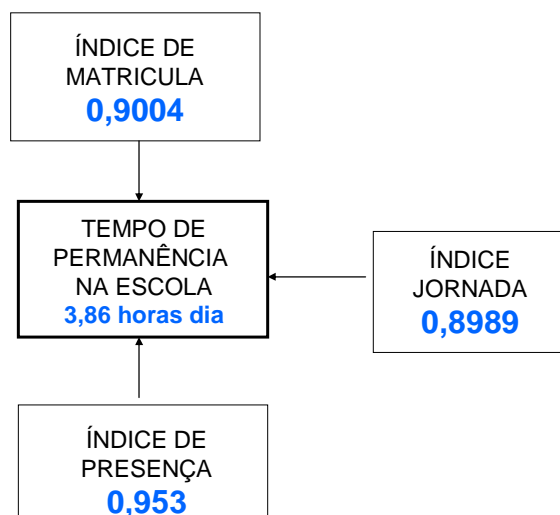 ÍNDICE DE
MATRICULA
0,9004
TEMPO DE
PERMANÊNCIA
NA ESCOLA
3,86 horas dia
ÍNDICE
JORNADA
0,8989
ÍNDICE DE
PRESENÇA
0,953